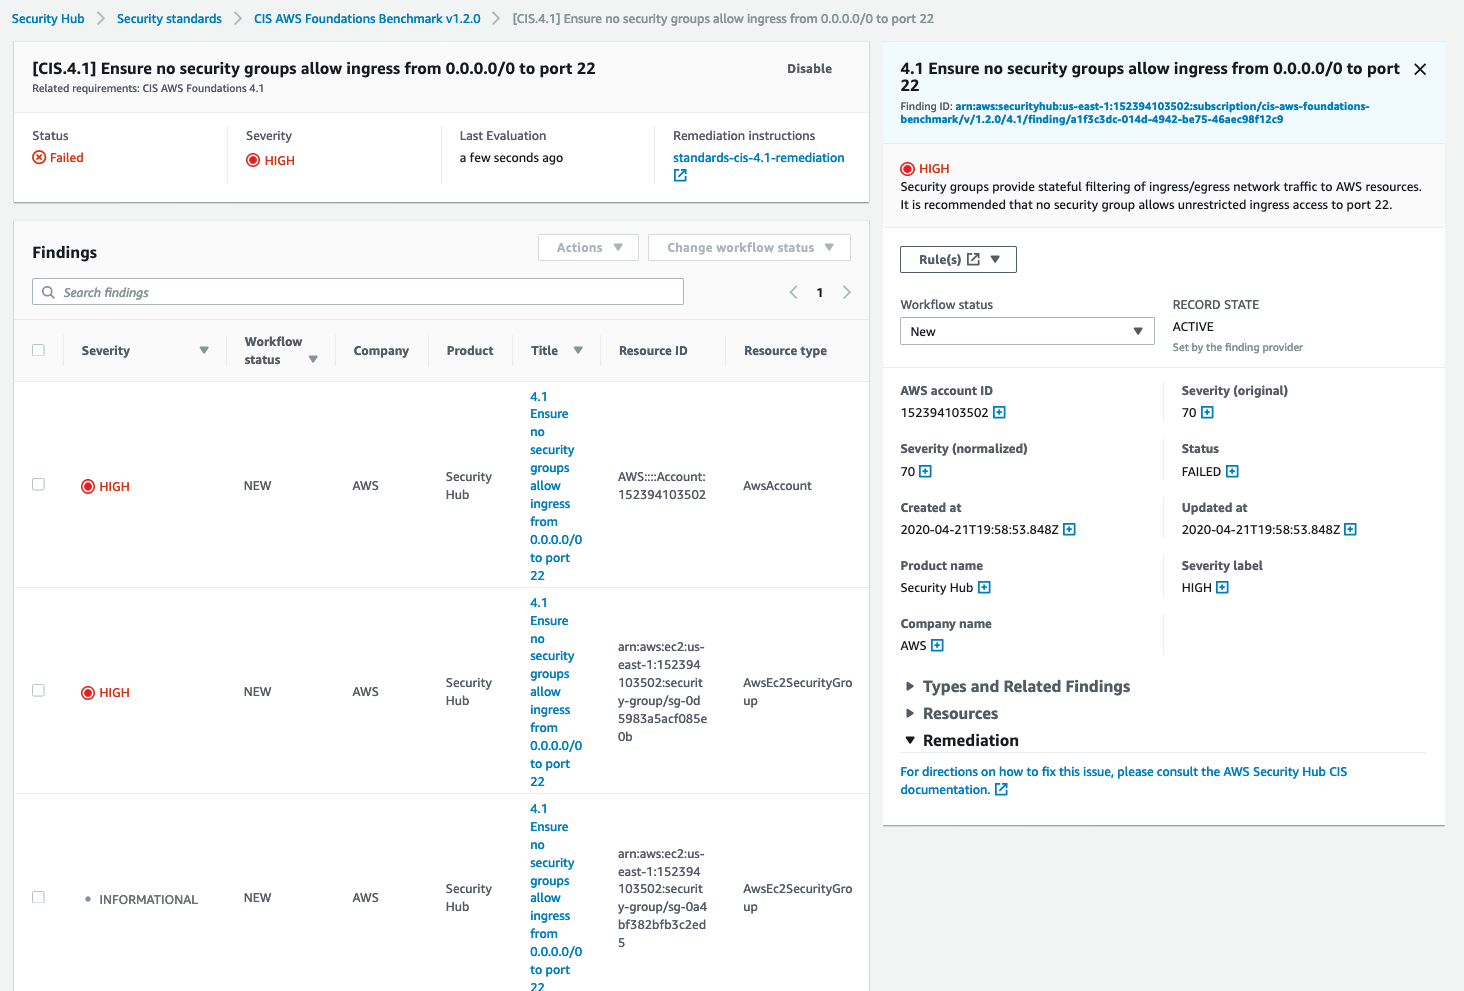 Security Hub > Security standards > CIS AWS Foundations Benchmark v1.2.0 > [CIS.4.1] Ensure no security groups allow ingress from 0.0.0.0/0 to port 22
[CIS.4.1] Ensure no security groups allow ingress from 0.0.0.0/0 to port 22
Disable
Related requirements: CIS AWS Foundations 4.1
Status
Failed
Severity
HIGH
Last Evaluation
a few seconds ago
Remediation instructions
standards-cis-4.1-remediation
Findings
Actions
Change workflow status
Search findings
1
Severity
Workflow
status
Company
Product
Title
Resource ID
Resource type
HIGH
NEW
AWS
Security
Hub
4.1
Ensure
no
security
groups
allow
ingress
from
0.0.0.0/0
to port
22
AWS::::Account:
152394103502
AwsAccount
HIGH
NEW
AWS
Security
Hub
4.1
Ensure
no
security
groups
allow
ingress
from
0.0.0.0/0
to port
22
arn:aws:ec2:us-
east-1:152394
103502:securit
y-group/sg-0d
5983a5acf085e
0b
AwsEc2SecurityGro
up
INFORMATIONAL
NEW
AWS
Security
Hub
4.1
Ensure
no
security
groups
allow
ingress
from
0.0.0.0/0
to port
22
arn:aws:ec2:us-
east-1:152394
103502:securit
y-group/sg-0a4
bf382bfb3c2ed
5
AwsEc2SecurityGro
up
4.1 Ensure no security groups allow ingress from 0.0.0.0/0 to port
22
Finding ID: arn:aws:securityhub:us-east-1:152394103502:subscription/cis-aws-foundations-
benchmark/v/1.2.0/4.1/finding/a1f3c3dc-014d-4942-be75-46aec98f12c9
HIGH
Security groups provide stateful filtering of ingress/egress network traffic to AWS resources.
It is recommended that no security group allows unrestricted ingress access to port 22.
Rule(s)
Workflow status
New
RECORD STATE
ACTIVE
Set by the finding provider
AWS account ID
152394103502
Severity (original)
70
Severity (normalized)
70
Status
FAILED
Created at
2020-04-21T19:58:53.848Z
Updated at
2020-04-21T19:58:53.848Z
Product name
Security Hub
Severity label
HIGH
Company name
AWS
Types and Related Findings
Resources
Remediation
For directions on how to fix this issue, please consult the AWS Security Hub CIS
documentation.